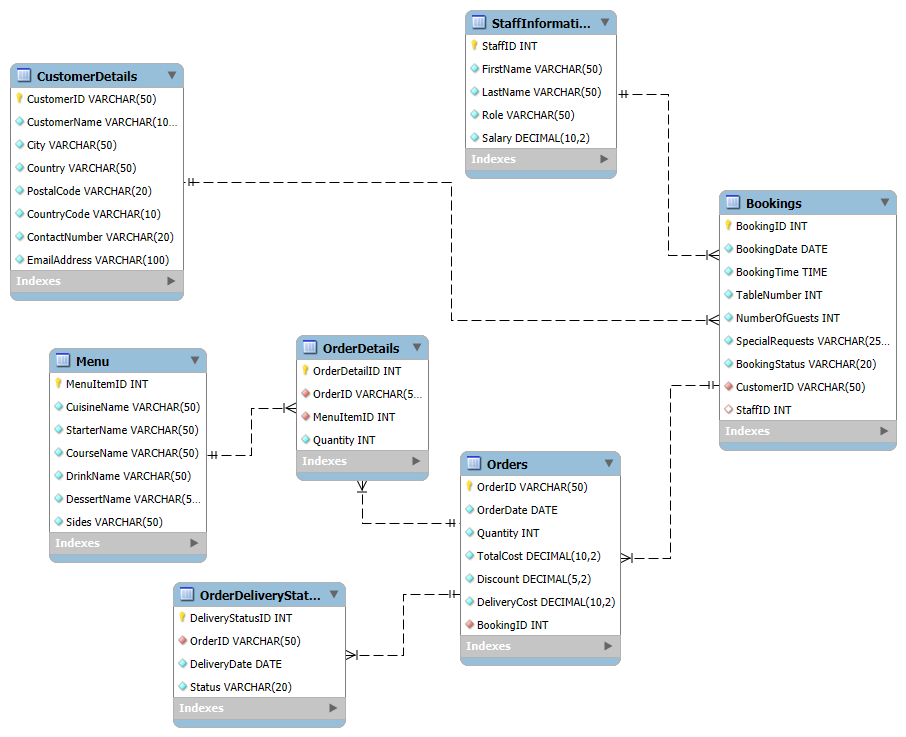 StaffInformati...
StaffID INT
FirstName VARCHAR(50)
LastName VARCHAR(50)
Role VARCHAR(50)
Salary DECIMAL(10,2)
Indexes
CustomerDetails
CustomerID VARCHAR(50)
CustomerName VARCHAR(10...
City VARCHAR(50)
Country VARCHAR(50)
PostalCode VARCHAR(20)
CountryCode VARCHAR(10)
ContactNumber VARCHAR(20)
EmailAddress VARCHAR(100)
Indexes
Bookings
BookingID INT
BookingDate DATE
BookingTime TIME
TableNumber INT
NumberOfGuests INT
SpecialRequests VARCHAR(25...
BookingStatus VARCHAR(20)
CustomerID VARCHAR(50)
StaffID INT
Indexes
Menu
MenuItemID INT
CuisineName VARCHAR(50)
StarterName VARCHAR(50)
CourseName VARCHAR(50)
DrinkName VARCHAR(50)
DessertName VARCHAR(5...
Sides VARCHAR(50)
Indexes
OrderDetails
OrderDetailID INT
OrderID VARCHAR(5...
MenuItemID INT
Quantity INT
Indexes
Orders
OrderID VARCHAR(50)
OrderDate DATE
Quantity INT
TotalCost DECIMAL(10,2)
Discount DECIMAL(5,2)
DeliveryCost DECIMAL(10,2)
BookingID INT
Indexes
OrderDeliveryStat...
DeliveryStatusID INT
OrderID VARCHAR(50)
DeliveryDate DATE
Status VARCHAR(20)
Indexes